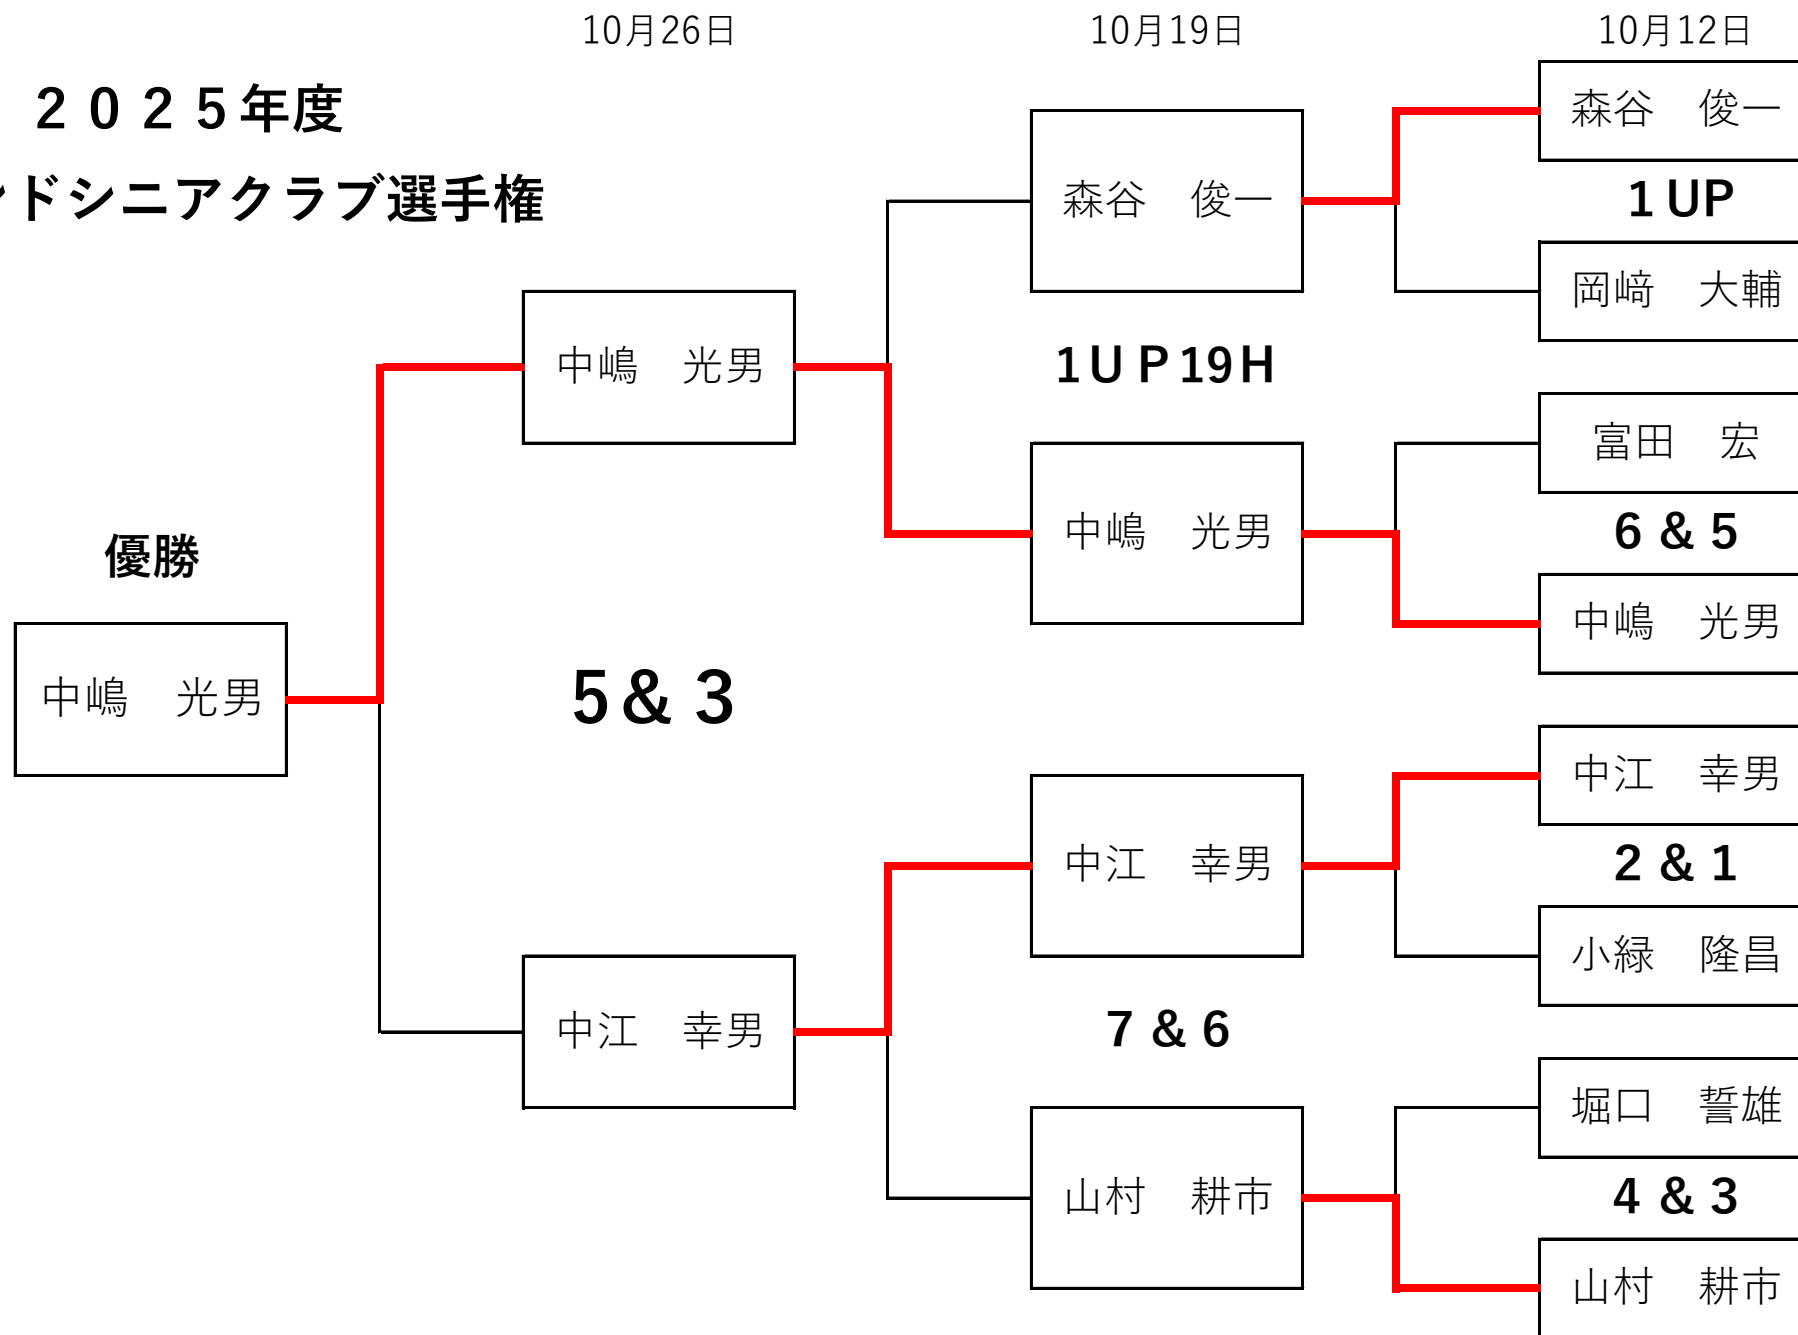 10月26日
10月19日
10月12日
２０２５年度
ンドシニアクラブ選手権
森谷　俊一
1 UP
岡﨑　大輔
森谷　俊一
1ＵＰ19H
中嶋　光男
富田　宏
6 ＆ 5
中嶋　光男
中嶋　光男
優勝
中嶋　光男
5＆ 3
中江　幸男
2 ＆ 1
小緑　隆昌
中江　幸男
7 ＆ 6
山村　耕市
中江　幸男
堀口　誓雄
4 ＆ 3
山村　耕市